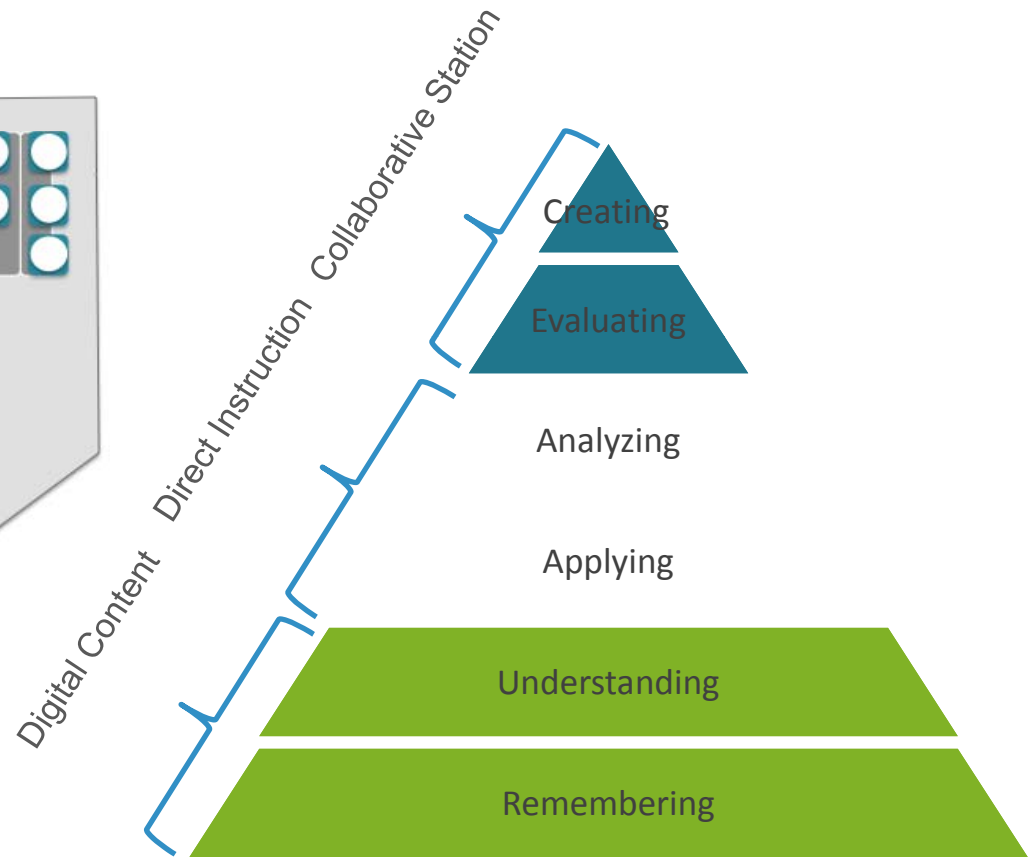 Collaborative Station
Direct Instruction
Digital Content
Creating
Evaluating
Analyzing
Applying
Understanding
Remembering